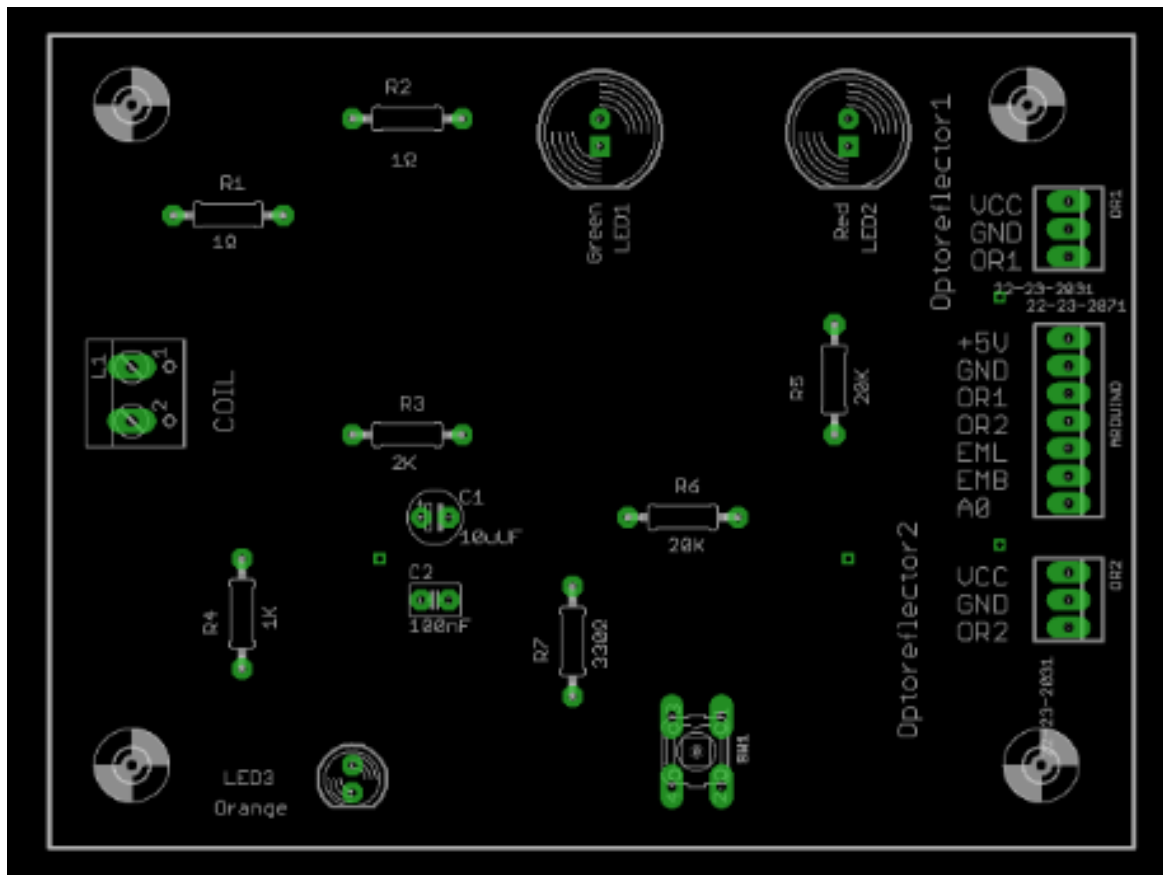 R2
1Ω
R1
1Ω
Green
LED1
Red
LED2
Optoreflector1
VCC
GND
OR1
OR1
22-23-2031
22-23-2071
L1
1
2
COIL
R3
2K
R5
20K
+5V
GND
OR1
OR2
EML
EMB
A0
ARDUINO
C1
10uUF
R6
20K
C2
100nF
R4
1K
R7
330Ω
Optoreflector2
VCC
GND
OR2
OR2
SW1
LED3
Orange